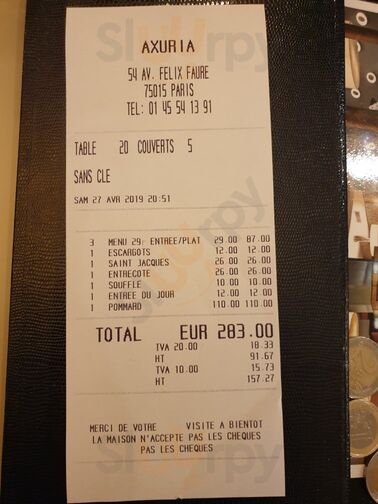 AXURIA
54 AV. FELIX FAURE
75015 PARIS
TEL: 01 45 54 13 91
TABLE 20 COUVERTS 5
SANS CLE
SAM 27 AVR 2019 20:51
3 MENU 29: ENTREE/PLAT 29.00 87.00
1 ESCARGOTS 12.00 12.00
1 SAINT JACQUES 26.00 26.00
1 ENTRECOTE 26.00 26.00
1 SOUFFLE 10.00 10.00
1 ENTREE DU JOUR 12.00 12.00
1 POMMARD 110.00 110.00
TOTAL EUR 283.00
TVA 20.00 18.33
HT 91.67
TVA 10.00 15.73
HT 157.27
MERCI DE VOTRE VISITE A BIENTOT
LA MAISON N'ACCEPTE PAS LES CHEQUES
PAS LES CHEQUES
Sluurpy
Sluurpy
Sluurpy